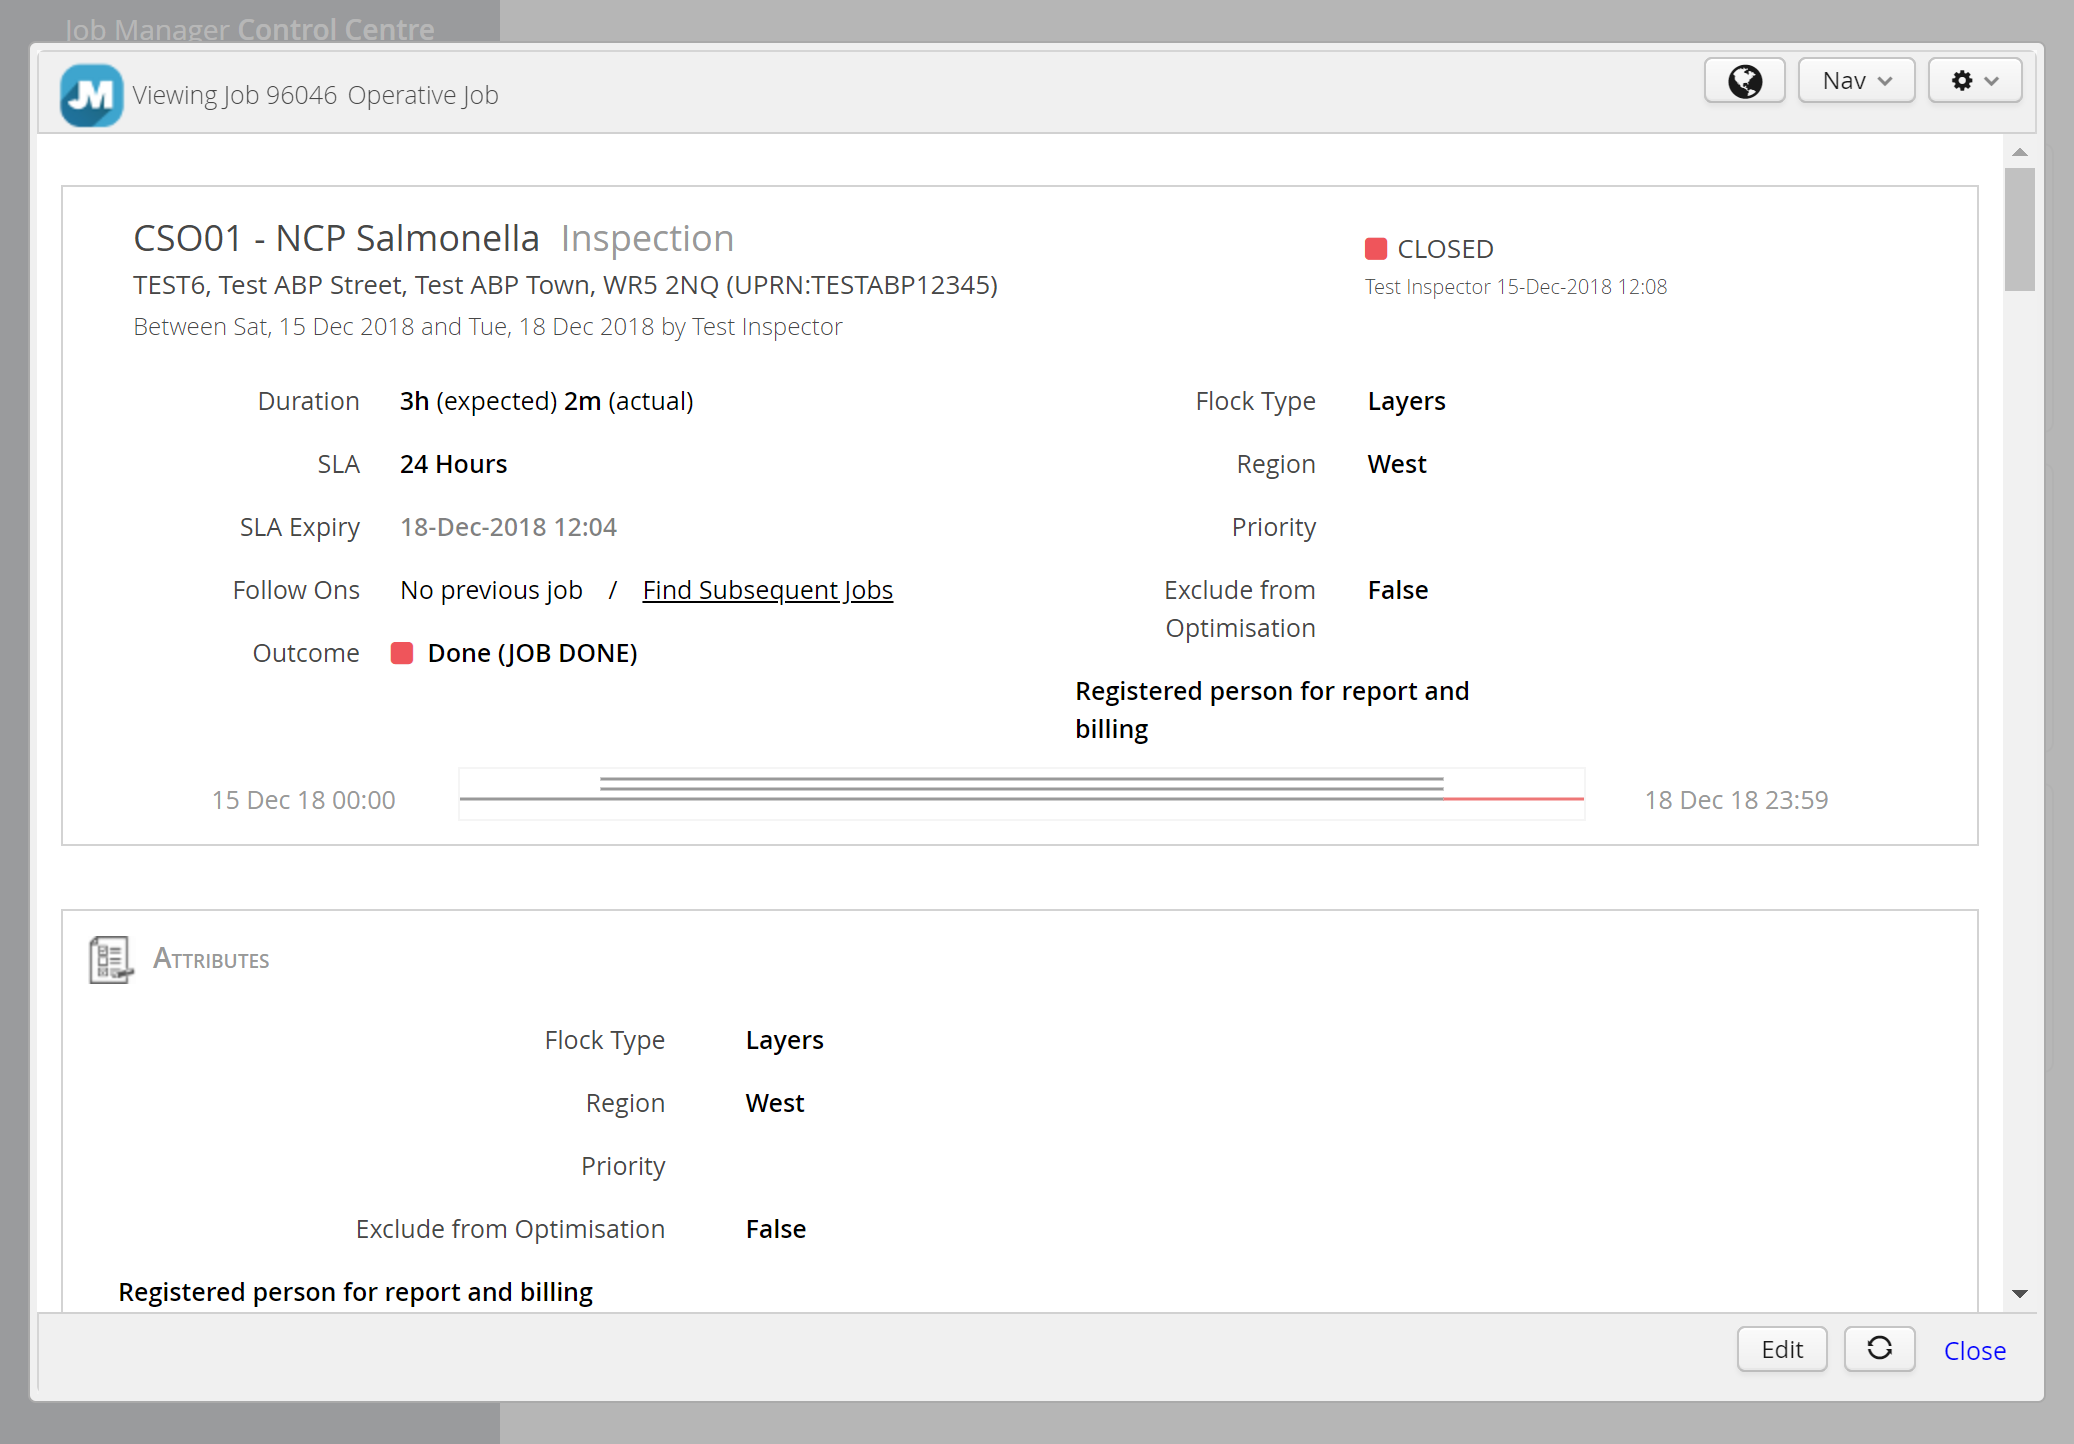 Job Manager Control Centre
JM
Viewing Job 96046 Operative Job
Nav
CSO01 - NCP Salmonella Inspection
CLOSED
TEST6, Test ABP Street, Test ABP Town, WR5 2NQ (UPRN:TESTABP12345)
Test Inspector 15-Dec-2018 12:08
Between Sat, 15 Dec 2018 and Tue, 18 Dec 2018 by Test Inspector
Duration 3h (expected) 2m (actual)
Flock Type Layers
SLA 24 Hours
Region West
SLA Expiry 18-Dec-2018 12:04
Priority
Follow Ons No previous job / Find Subsequent Jobs
Exclude from
Optimisation
False
Outcome Done (JOB DONE)
Registered person for report and
billing
15 Dec 18 00:00
18 Dec 18 23:59
Attributes
Flock Type Layers
Region West
Priority
Exclude from Optimisation False
Registered person for report and billing
Edit
Close